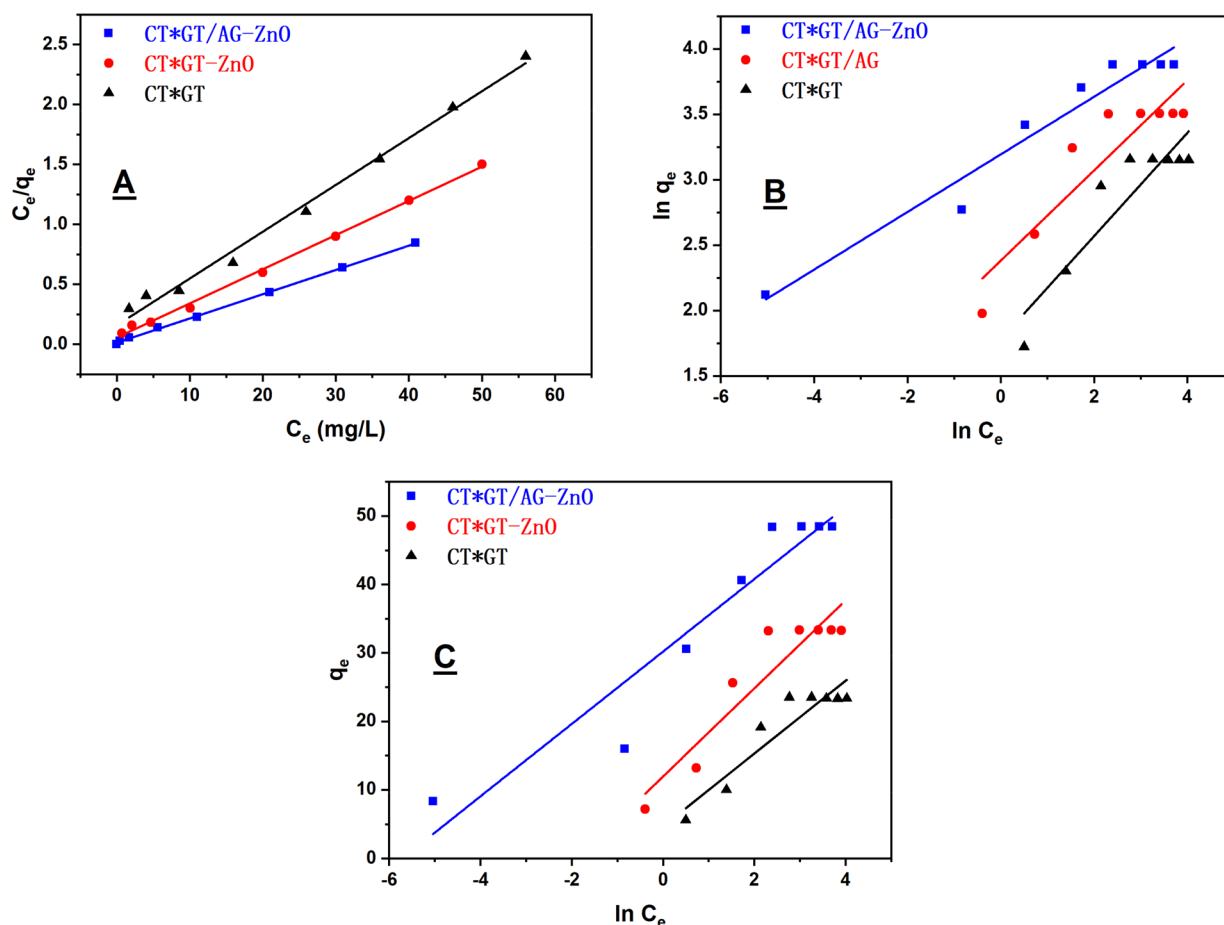 CT*GT/AG-ZnO
CT*GT-ZnO
CT*GT
A
2.5
2.0
1.5
1.0
0.5
0.0
Ce/qe
0 10 20 30 40 50 60
Ce (mg/L)
CT*GT/AG-ZnO
CT*GT/AG
CT*GT
B
4.0
3.5
3.0
2.5
2.0
1.5
ln qe
-6 -4 -2 0 2 4
ln Ce
CT*GT/AG-ZnO
CT*GT-ZnO
CT*GT
C
50
40
30
20
10
0
qe
-6 -4 -2 0 2 4
ln Ce